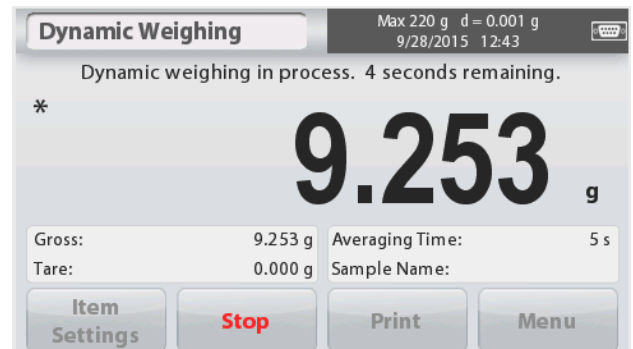 Dynamic Weighing
Max 220 g d = 0.001 g
9/28/2015 12:43
Dynamic weighing in process. 4 seconds remaining.
*
9.253 g
Gross: 9.253 g
Tare: 0.000 g
Averaging Time: 5 s
Sample Name:
Item
Settings
Stop
Print
Menu